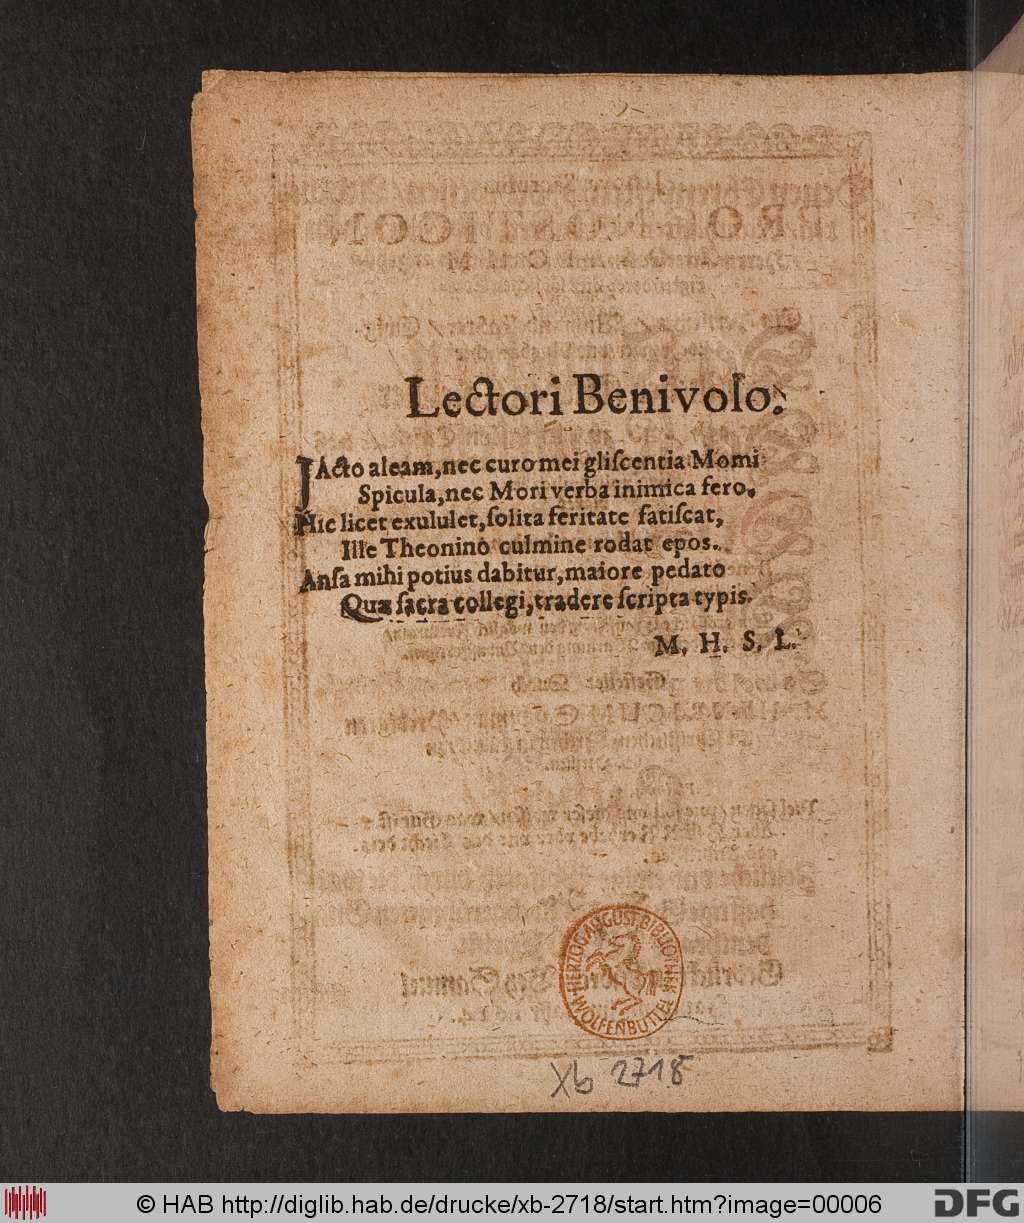 Lectori Benivolo.
JActo aleam, nec curo mei gliſcentia Momi
Spicula, nec Mori verba inimica fero.
Hic licet exululet, ſolita feritate fatiſcat,
Ille Theonino culmine rodat epos.
Anſa mihi potius dabitur, maiore pedato
Quæ ſacra collegi, tradere ſcripta typis.
M. H. S. L.
HERZOG AUGUST BIBLIOTHEK
WOLFENBÜTTEL
Xb 2718
© HAB http://diglib.hab.de/drucke/xb-2718/start.htm?image=00006
DFG